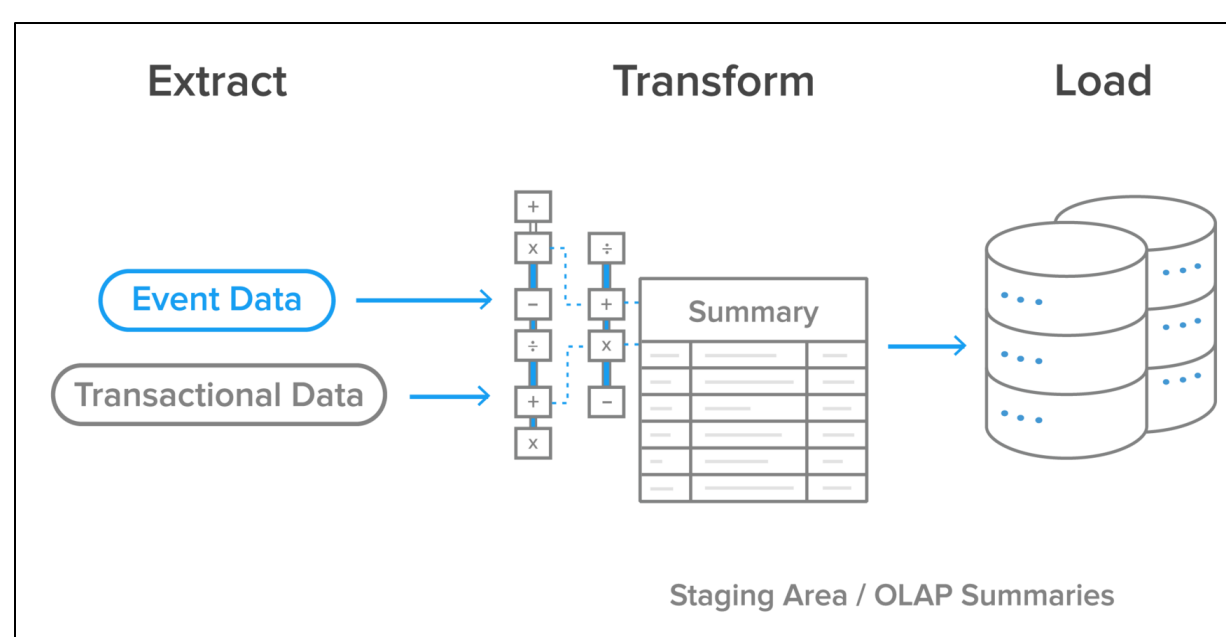 Extract
Transform
Load
+
x
÷
Event Data
−
+
Summary
÷
x
Transactional Data
+
−
x
Staging Area / OLAP Summaries